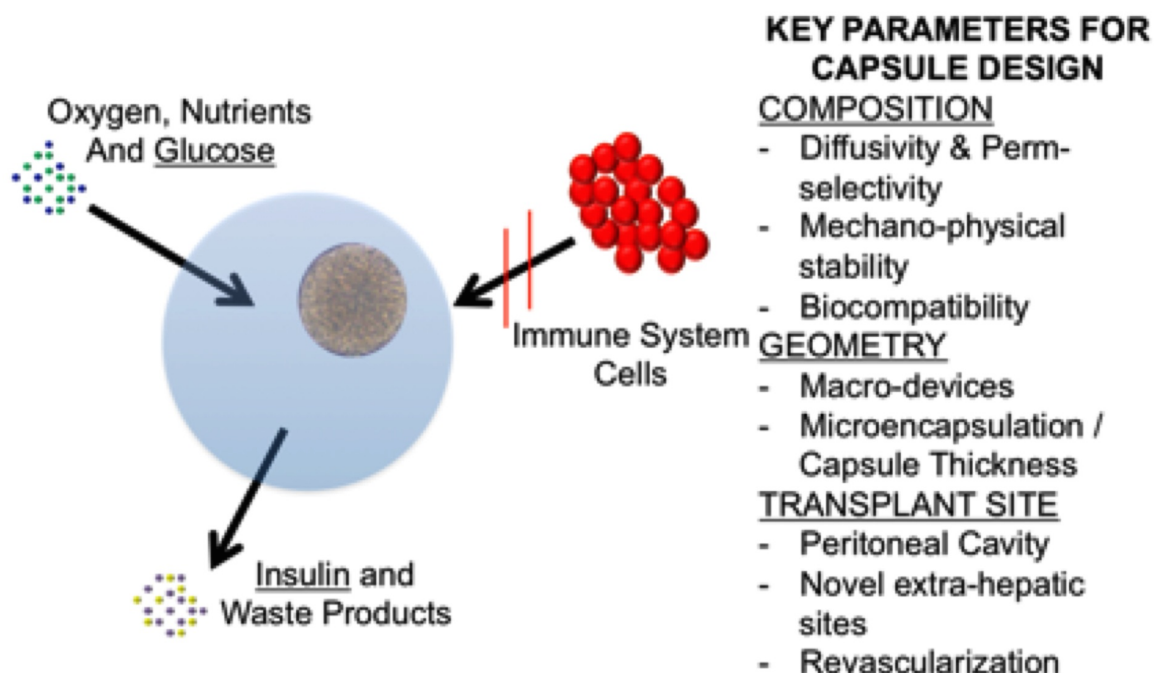 Oxygen, Nutrients
And Glucose
Immune System
Cells
Insulin and
Waste Products
KEY PARAMETERS FOR
CAPSULE DESIGN
COMPOSITION
- Diffusivity & Perm-
selectivity
- Mechano-physical
stability
- Biocompatibility
GEOMETRY
- Macro-devices
- Microencapsulation /
Capsule Thickness
TRANSPLANT SITE
- Peritoneal Cavity
- Novel extra-hepatic
sites
- Revascularization